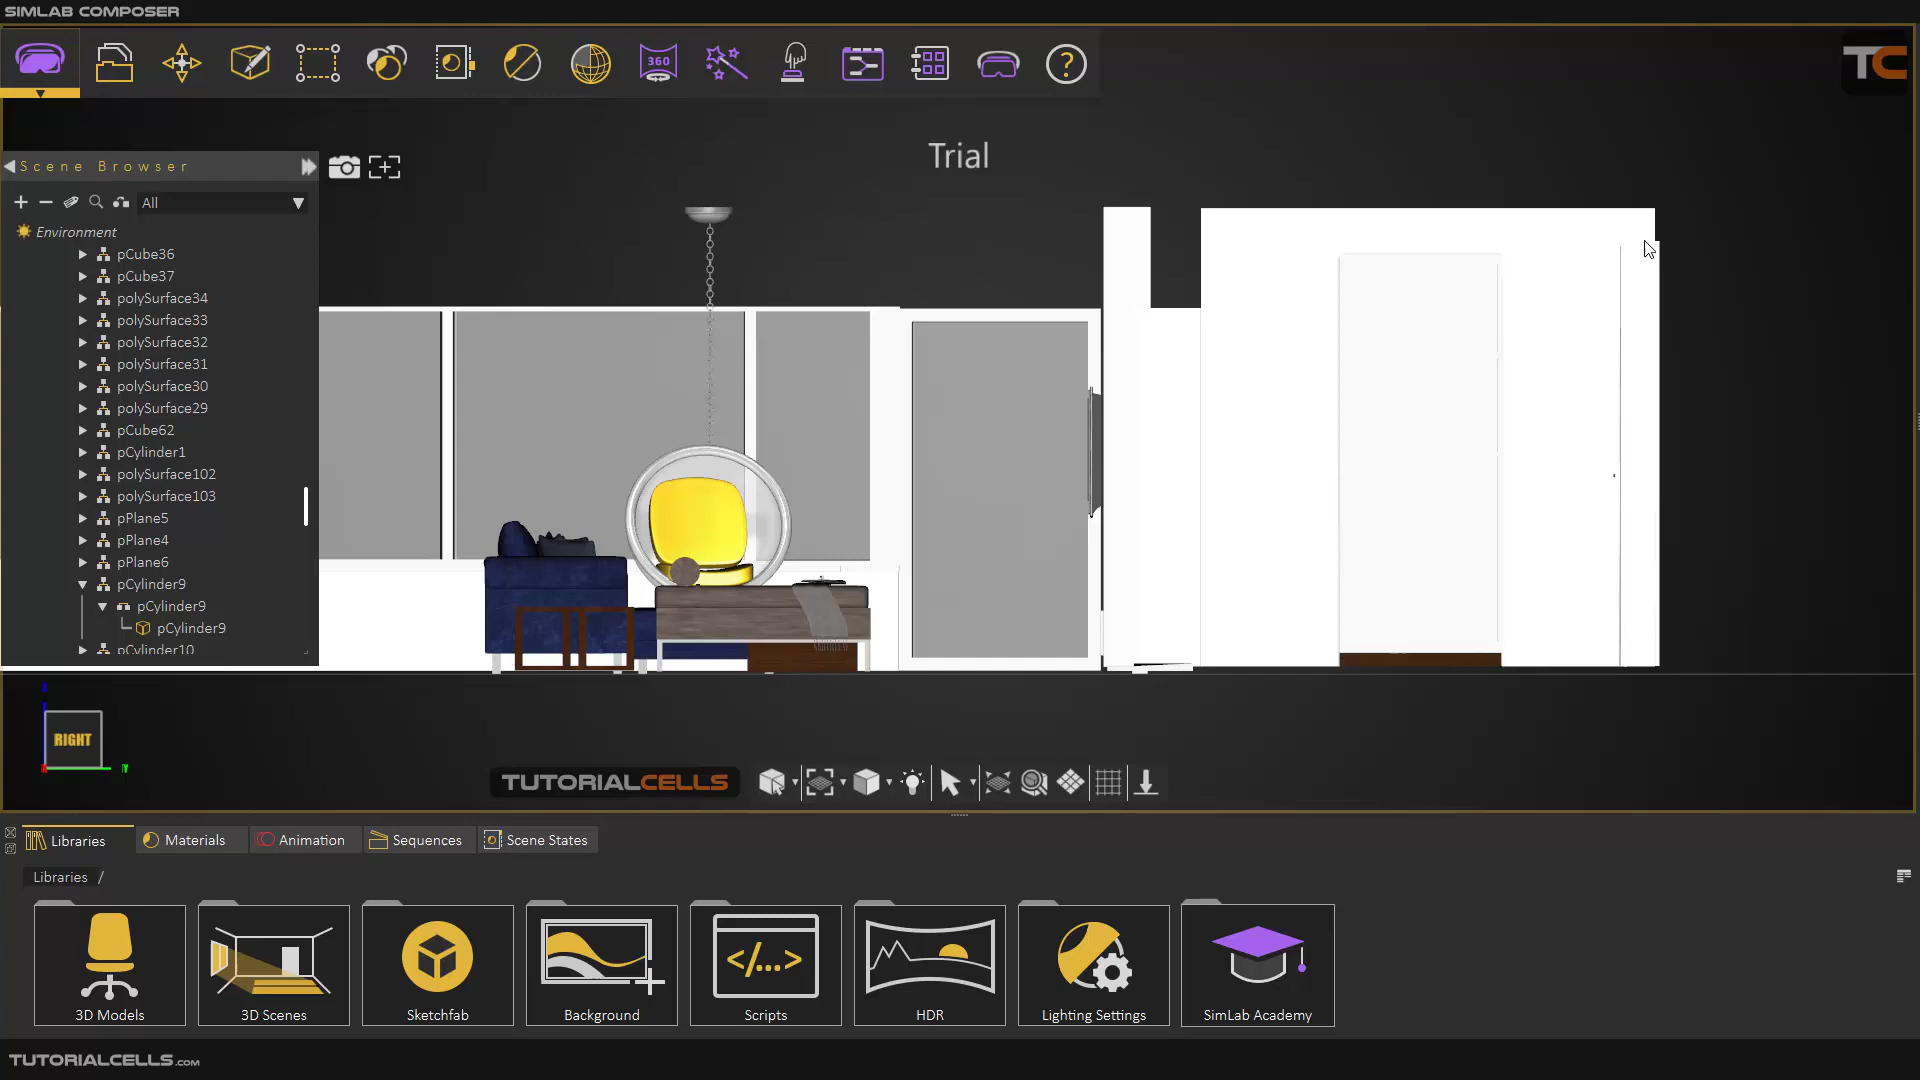 SIMLAB COMPOSER
360
?
TC
Scene Browser
Trial
All
Environment
pCube36
pCube37
polySurface34
polySurface33
polySurface32
polySurface31
polySurface30
polySurface29
pCube62
pCylinder1
polySurface102
polySurface103
pPlane5
pPlane4
pPlane6
pCylinder9
pCylinder9
pCylinder9
pCylinder10
RIGHT
Y
TUTORIALCELLS
Libraries
Materials
Animation
Sequences
Scene States
Libraries /
</...>
3D Models
3D Scenes
Sketchfab
Background
Scripts
HDR
Lighting Settings
SimLab Academy
TUTORIALCELLS.COM